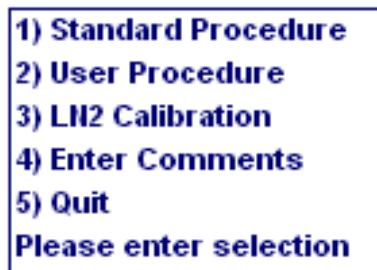 1) Standard Procedure
2) User Procedure
3) LN2 Calibration
4) Enter Comments
5) Quit
Please enter selection